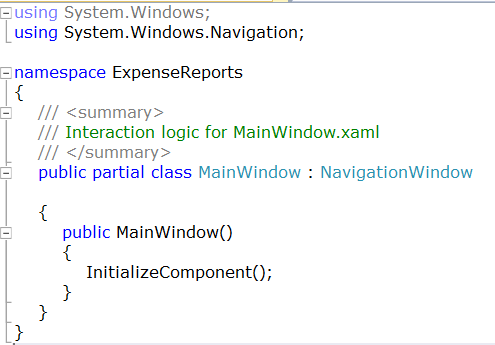 using System.Windows;
using System.Windows.Navigation;
namespace ExpenseReports
{
/// <summary>
/// Interaction logic for MainWindow.xaml
/// </summary>
public partial class MainWindow : NavigationWindow
{
public MainWindow()
{
InitializeComponent();
}
}
}